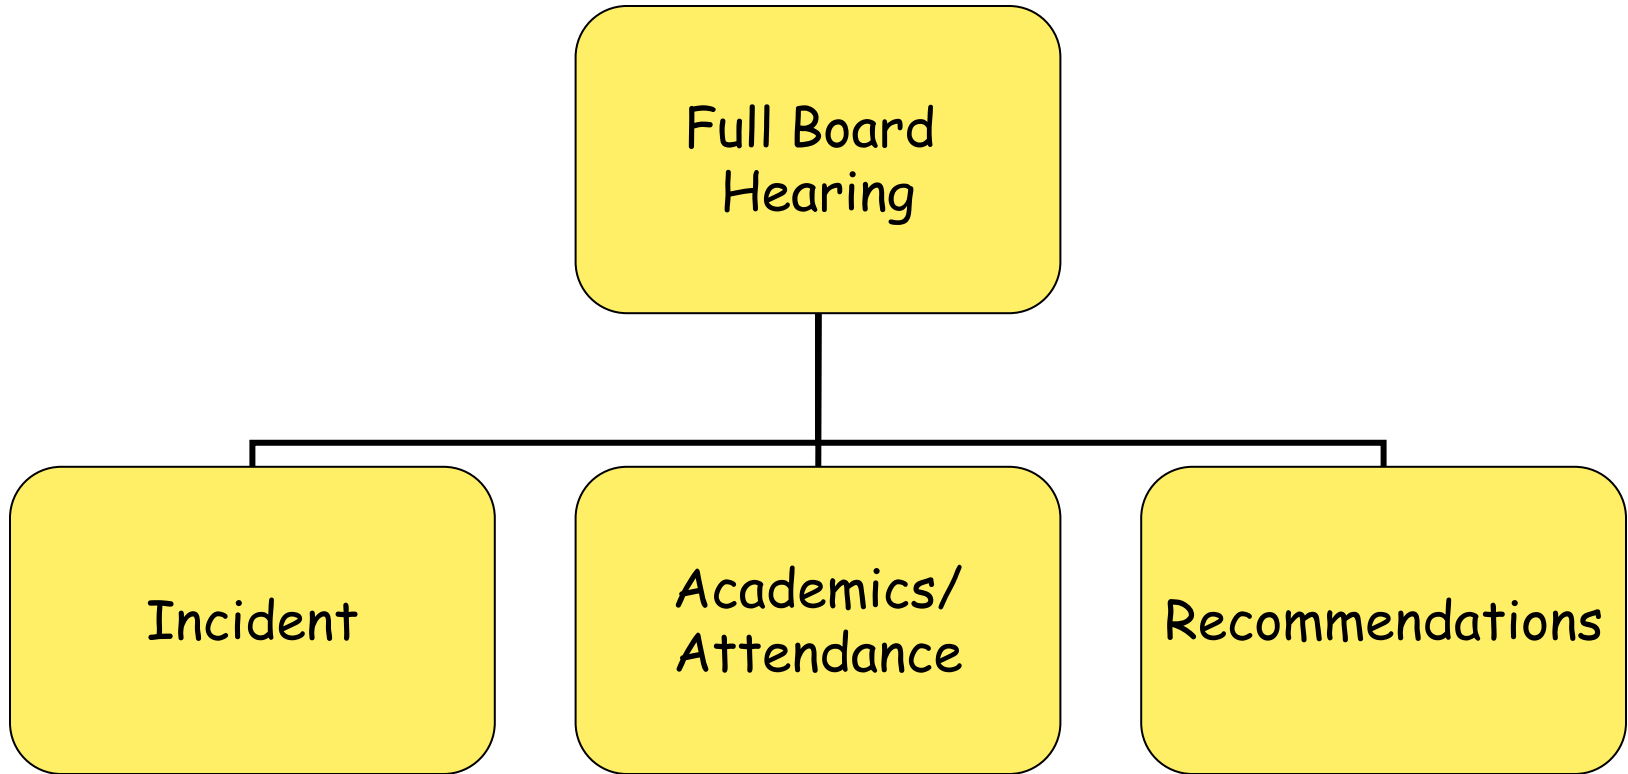 Full Board
Hearing
Incident
Academics/
Attendance
Recommendations